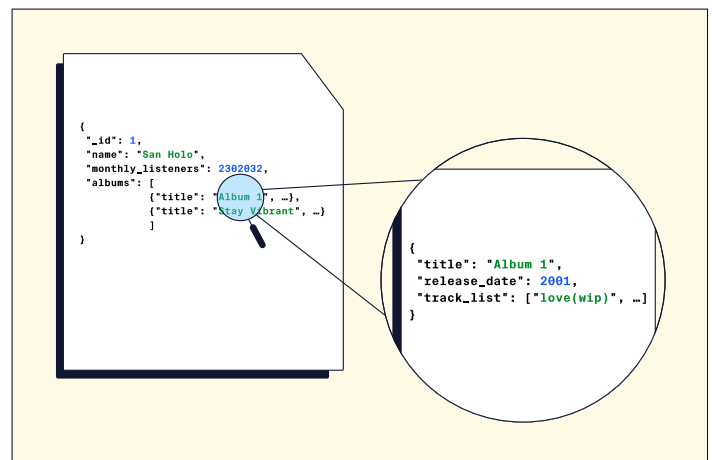 {
"_id": 1,
"name": "San Holo",
"monthly_listeners": 2302032,
"albums": [
{"title": "Album 1", …},
{"title": "Stay Vibrant", …}
]
}
{
"title": "Album 1",
"release_date": 2001,
"track_list": ["love(wip)", …]
}